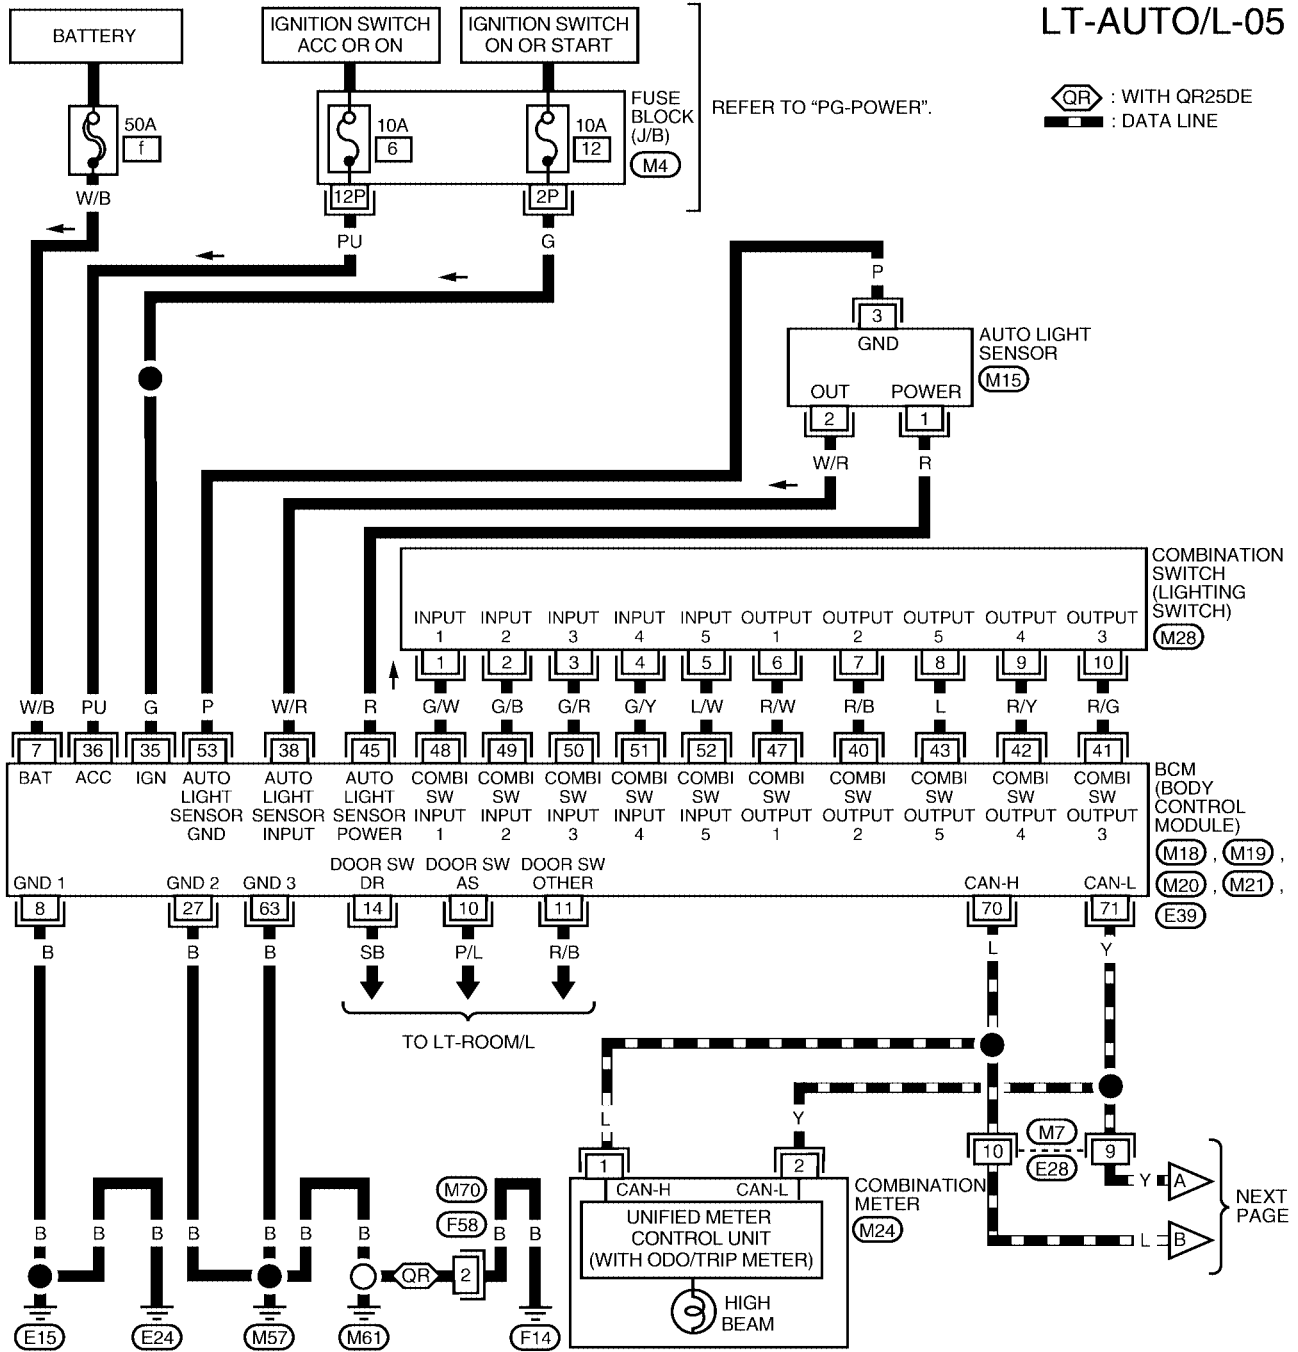 LT-AUTO/L-05
BATTERY
IGNITION SWITCH
ACC OR ON
IGNITION SWITCH
ON OR START
50A
f
10A
6
10A
12
FUSE
BLOCK
(J/B)
M4
REFER TO "PG-POWER".
QR : WITH QR25DE
: DATA LINE
12P
2P
W/B
PU
G
P
3
GND
AUTO LIGHT
SENSOR
M15
OUT
POWER
2
1
W/R
R
COMBINATION
SWITCH
(LIGHTING
SWITCH)
M28
INPUT
1
INPUT
2
INPUT
3
INPUT
4
INPUT
5
OUTPUT
1
OUTPUT
2
OUTPUT
5
OUTPUT
4
OUTPUT
3
1 2 3 4 5 6 7 8 9 10
W/B PU G P W/R R G/W G/B G/R G/Y L/W R/W R/B L R/Y R/G
7 36 35 53 38 45 48 49 50 51 52 47 40 43 42 41
BAT
ACC
IGN
AUTO
LIGHT
SENSOR
GND
AUTO
LIGHT
SENSOR
INPUT
AUTO
LIGHT
SENSOR
POWER
COMBI
SW
INPUT
1
COMBI
SW
INPUT
2
COMBI
SW
INPUT
3
COMBI
SW
INPUT
4
COMBI
SW
INPUT
5
COMBI
SW
OUTPUT
1
COMBI
SW
OUTPUT
2
COMBI
SW
OUTPUT
5
COMBI
SW
OUTPUT
4
COMBI
SW
OUTPUT
3
BCM
(BODY
CONTROL
MODULE)
M18 , M19 ,
M20 , M21 ,
E39
GND 1
GND 2
GND 3
DOOR SW
DR
DOOR SW
AS
DOOR SW
OTHER
CAN-H
CAN-L
8 27 63 14 10 11 70 71
B B B SB P/L R/B L Y
TO LT-ROOM/L
L
Y
M7
10
9
E28
1
2
Y A
L B
NEXT
PAGE
CAN-H
CAN-L
UNIFIED METER
CONTROL UNIT
(WITH ODO/TRIP METER)
COMBINATION
METER
M24
HIGH
BEAM
M70
F58
B B B B B B B B B
QR
2
E15
E24
M57
M61
F14